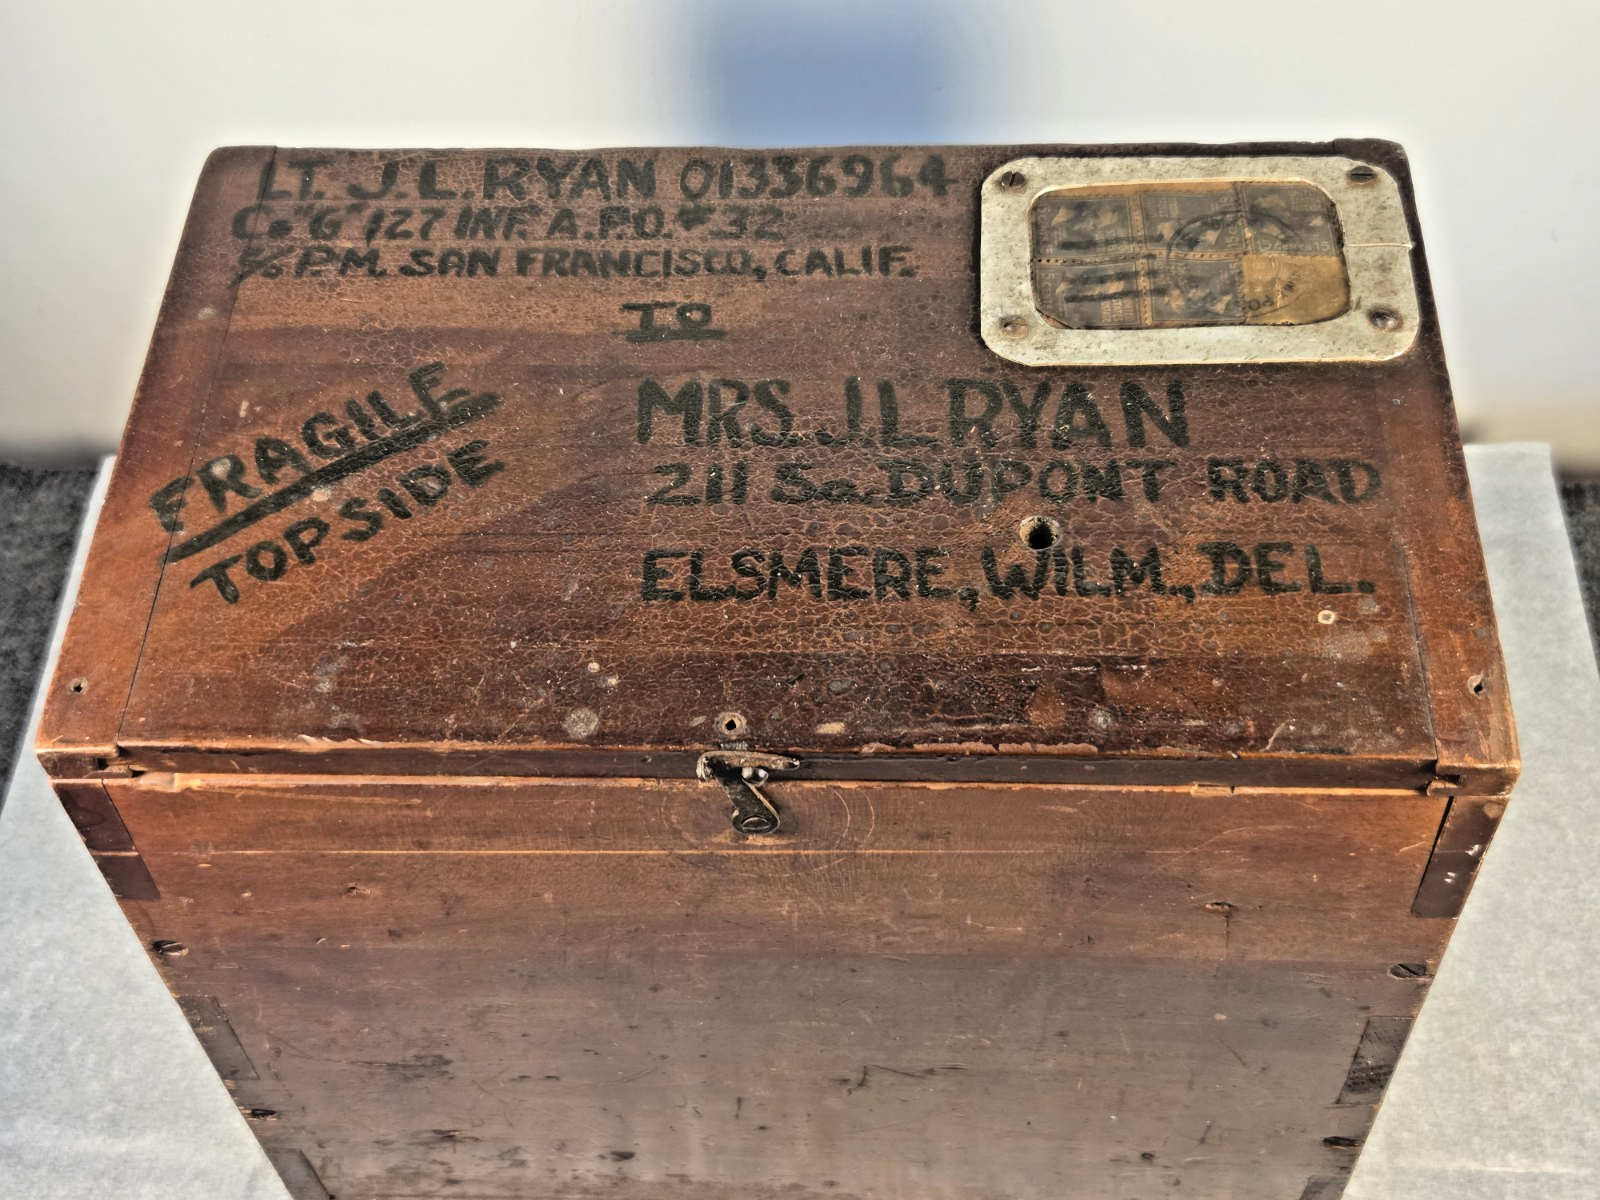 LT. J.L. RYAN 01336964
Co "G" 127 INF. A.P.O. # 32
c/o P.M. SAN FRANCISCO, CALIF.
TO
MRS. J.L. RYAN
211 So. DUPONT ROAD
ELSMERE, WILM., DEL.
FRAGILE
TOPSIDE